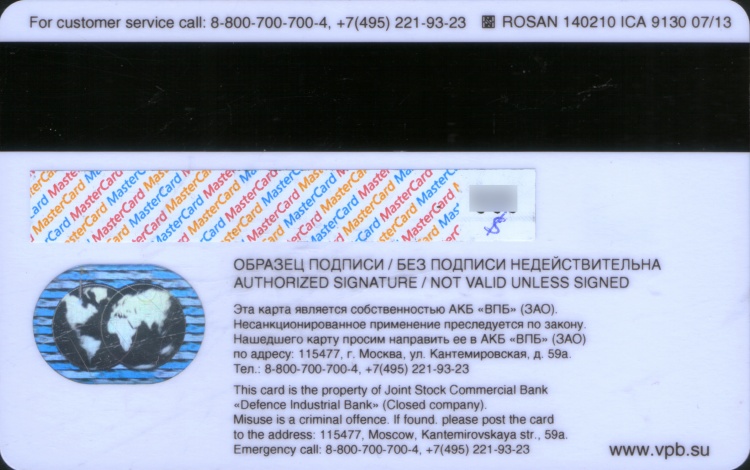 For customer service call: 8-800-700-700-4, +7(495) 221-93-23 ROSAN 140210 ICA 9130 07/13
MasterCard MasterCard MasterCard MasterCard MasterCard MasterCard
ОБРАЗЕЦ ПОДПИСИ / БЕЗ ПОДПИСИ НЕДЕЙСТВИТЕЛЬНА
AUTHORIZED SIGNATURE / NOT VALID UNLESS SIGNED
Эта карта является собственностью АКБ «ВПБ» (ЗАО).
Несанкционированное применение преследуется по закону.
Нашедшего карту просим направить ее в АКБ «ВПБ» (ЗАО)
по адресу: 115477, г. Москва, ул. Кантемировская, д. 59а.
Тел.: 8-800-700-700-4, +7(495) 221-93-23
This card is the property of Joint Stock Commercial Bank
«Defence Industrial Bank» (Closed company).
Misuse is a criminal offence. If found. please post the card
to the address: 115477, Moscow, Kantemirovskaya str., 59a.
Emergency call: 8-800-700-700-4, +7(495) 221-93-23
www.vpb.su